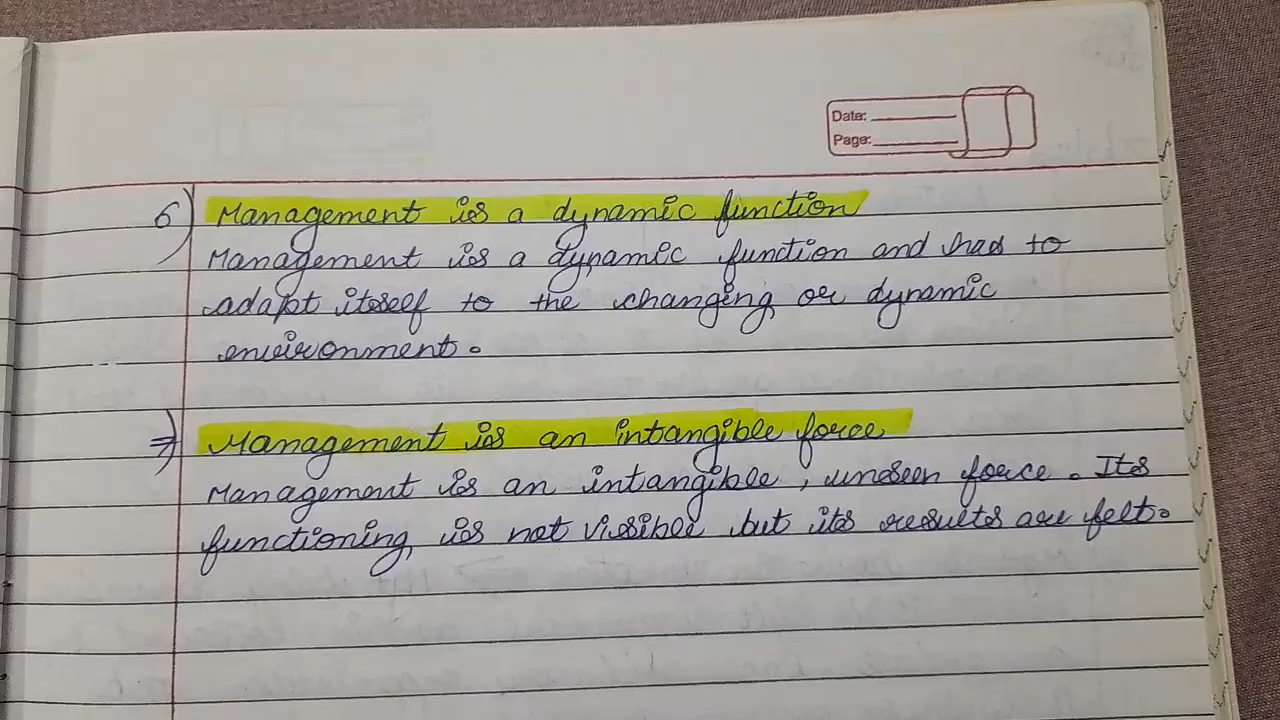 Date:
Page:
6) Management is a dynamic function
Management is a dynamic function and has to
adapt itself to the changing or dynamic
environment.
7) Management is an intangible force
Management is an intangible, unseen force. Its
functioning is not visible but its results are felt.